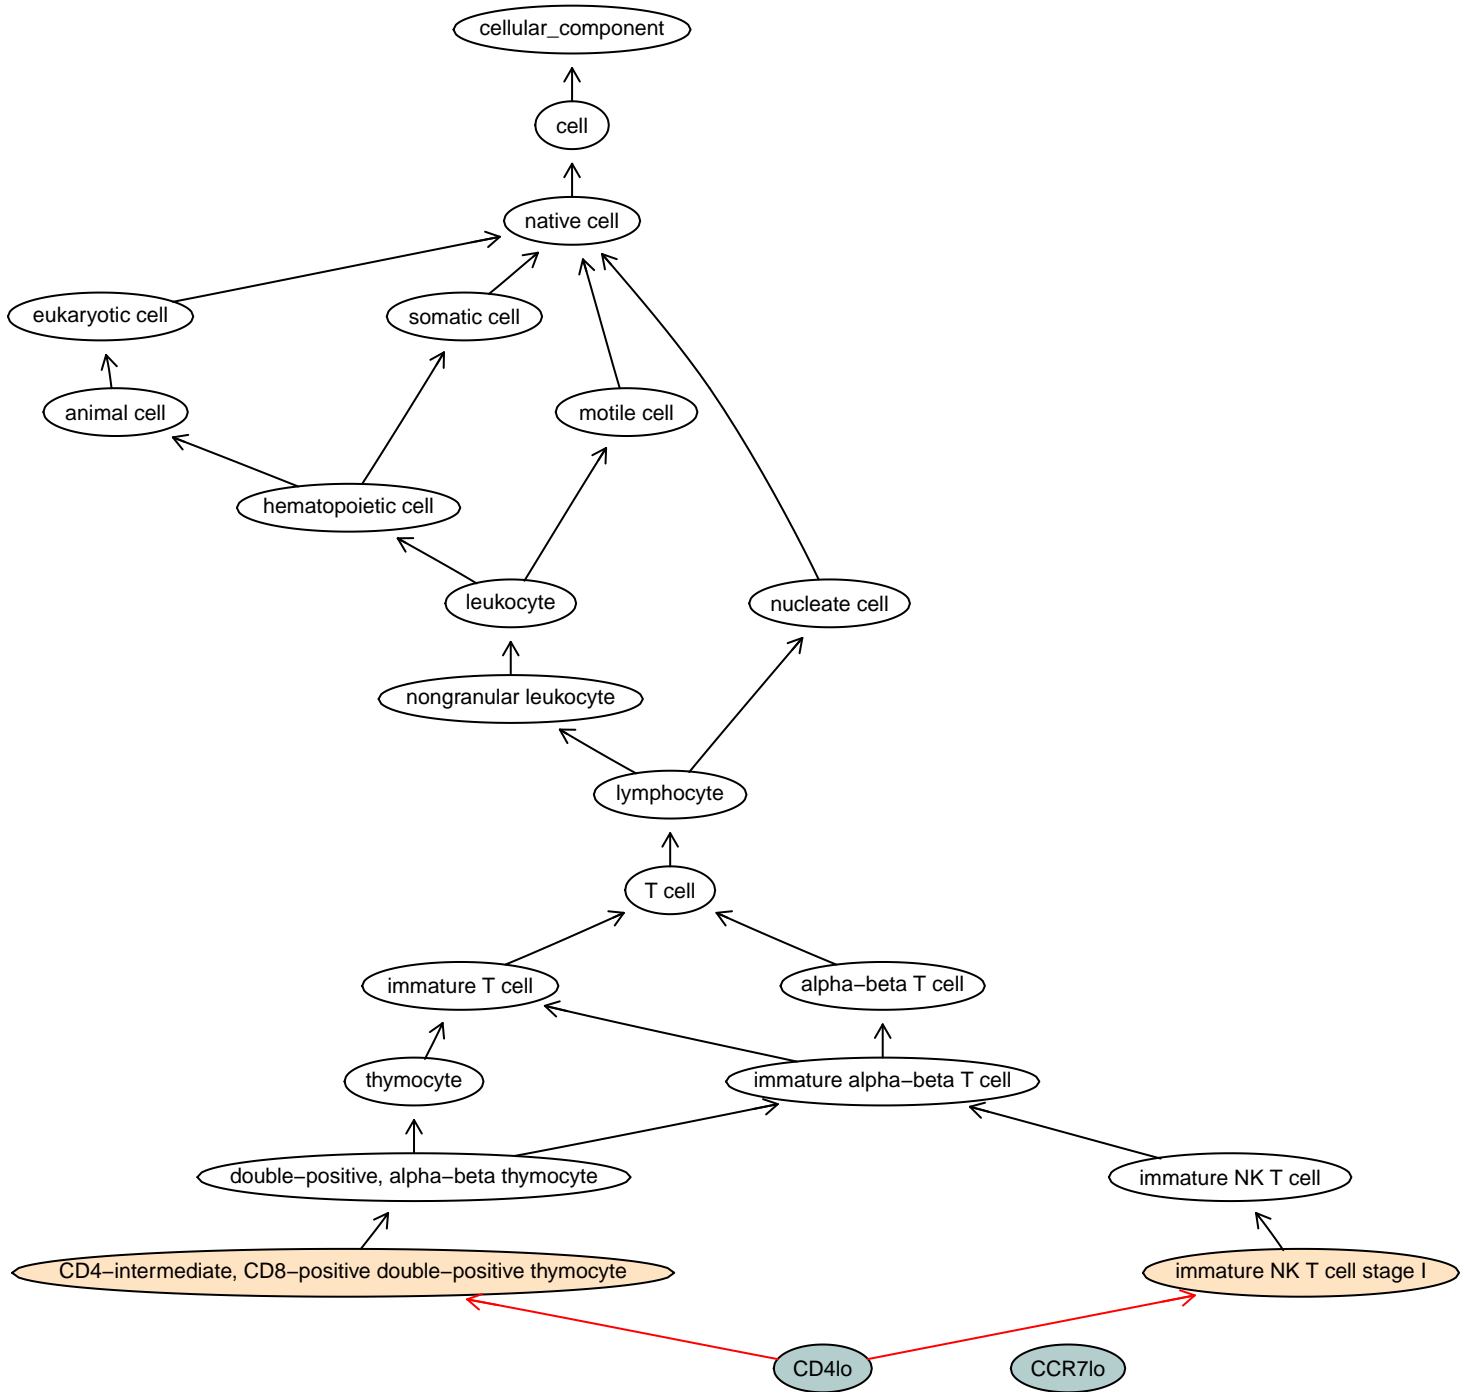 cellular_component
cell
native cell
eukaryotic cell
somatic cell
animal cell
motile cell
hematopoietic cell
leukocyte
nucleate cell
nongranular leukocyte
lymphocyte
T cell
immature T cell
alpha−beta T cell
thymocyte
immature alpha−beta T cell
double−positive, alpha−beta thymocyte
immature NK T cell
CD4−intermediate, CD8−positive double−positive thymocyte
immature NK T cell stage I
CD4lo
CCR7lo